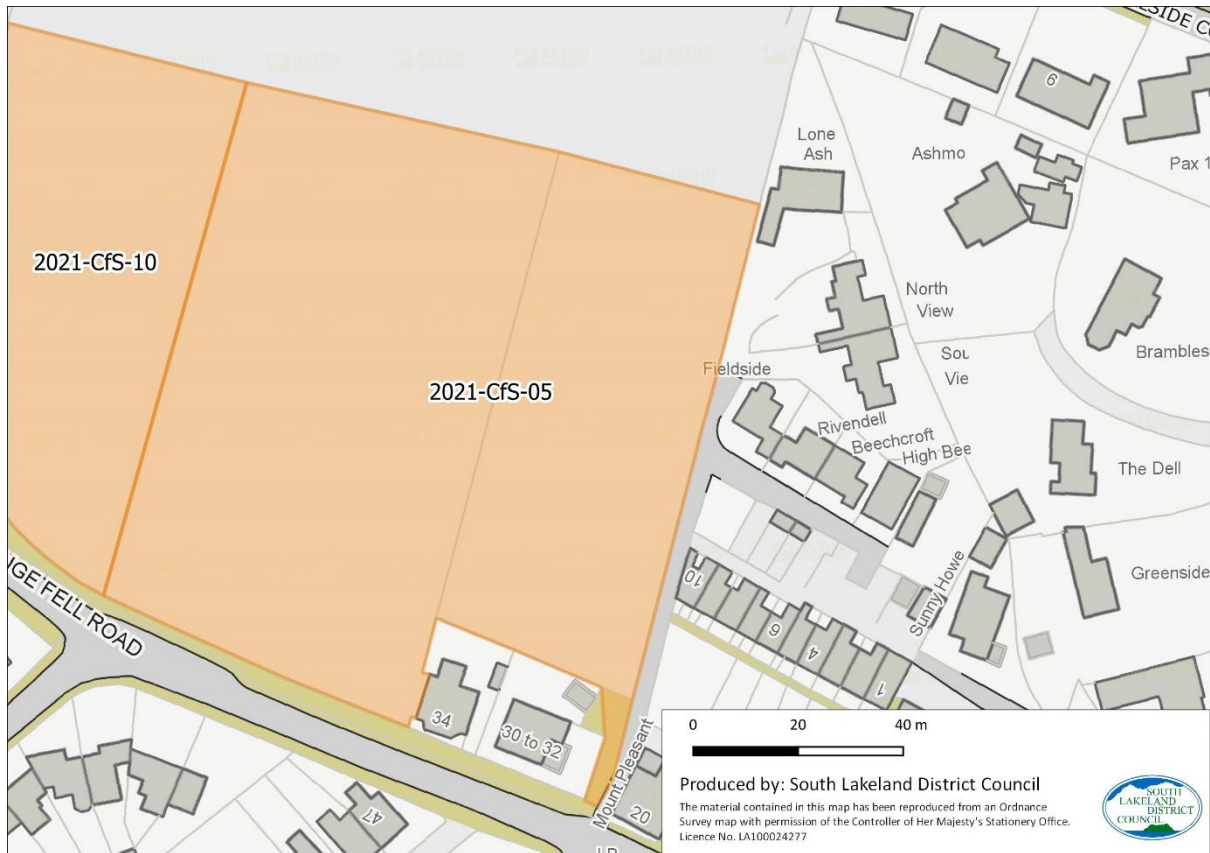 LSIDE CO
6
Lone
Ash
Ashmo
Pax 1
2021-CfS-10
North
View
Sou
Vie
Brambles
2021-CfS-05
Fieldside
Rivendell
Beechcroft
High Bee
The Dell
Sunny Howe
Greenside
10
6
4
1
NGE FELL ROAD
34
30 to 32
Mount Pleasant
20
47
0 20 40 m
Produced by: South Lakeland District Council
The material contained in this map has been reproduced from an Ordnance
Survey map with permission of the Controller of Her Majesty's Stationery Office.
Licence No. LA100024277
SOUTH
LAKELAND
DISTRICT
COUNCIL